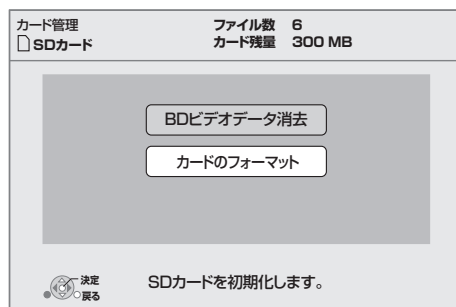 カード管理
SDカード
ファイル数 6
カード残量 300 MB
BDビデオデータ消去
カードのフォーマット
決定
戻る
SDカードを初期化します。